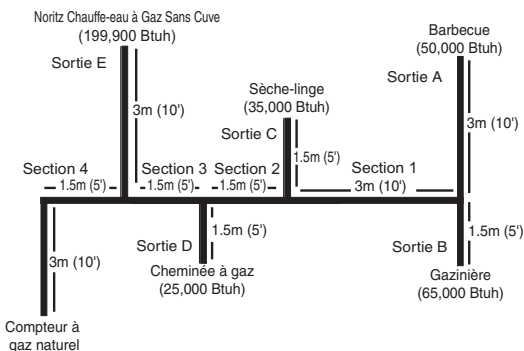 Noritz Chauffe-eau à Gaz Sans Cuve
(199,900 Btuh)
Sortie E
3m (10')
Barbecue
(50,000 Btuh)
Sortie A
3m (10')
Sèche-linge
(35,000 Btuh)
Sortie C
1.5m (5')
Section 4
1.5m (5')
Section 3
1.5m (5')
Section 2
1.5m (5')
Section 1
3m (10')
3m (10')
Compteur à
gaz naturel
Sortie D
1.5m (5')
Cheminée à gaz
(25,000 Btuh)
Sortie B
1.5m (5')
Gazinière
(65,000 Btuh)